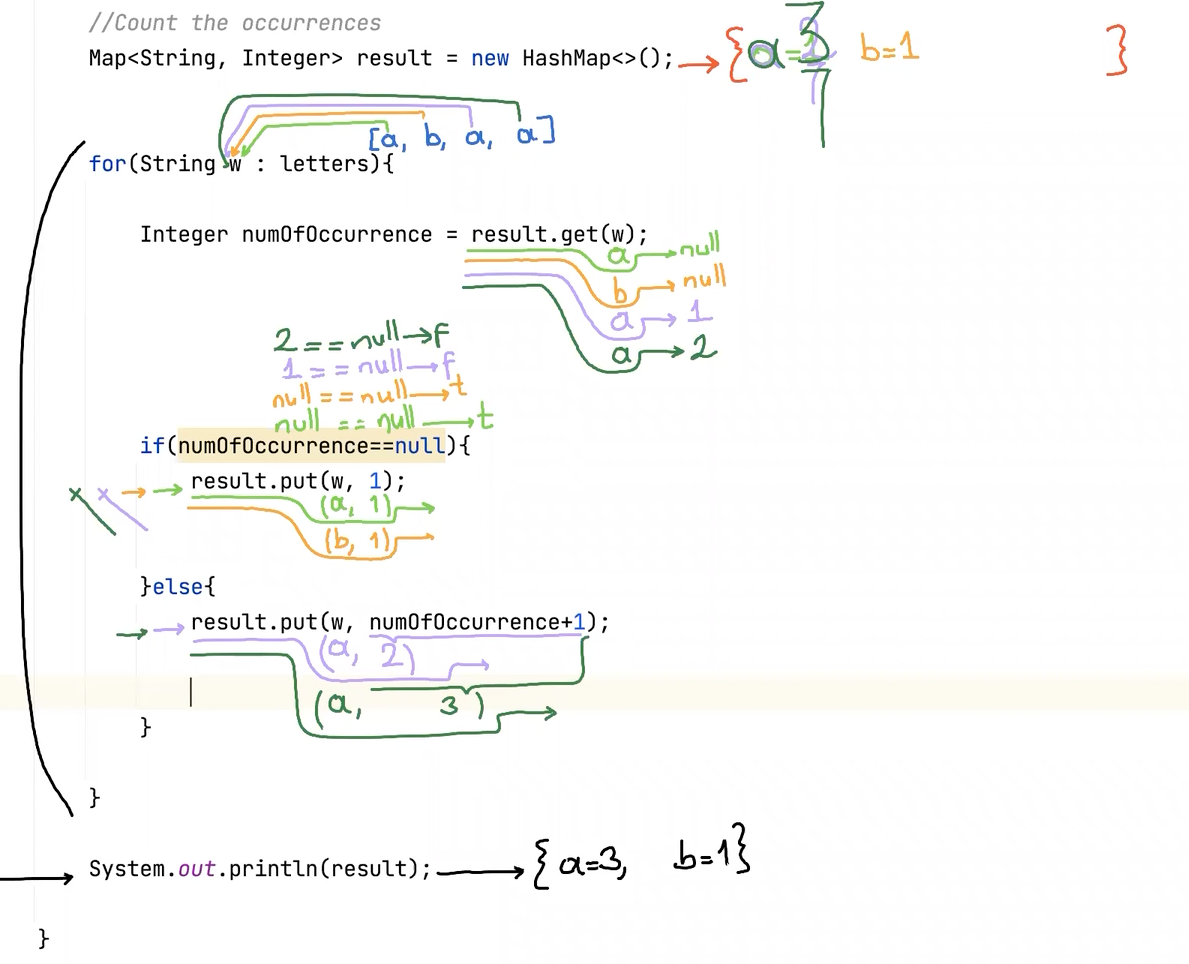 //Count the occurrences
Map<String, Integer> result = new HashMap<>(); → { a=3 b=1 }
[a, b, a, a]
for(String w : letters){
Integer numOfOccurrence = result.get(w);
a → null
b → null
a → 1
a → 2
2 == null → f
1 == null → f
null == null → t
null == null → t
if(numOfOccurrence==null){
result.put(w, 1);
(a, 1)
(b, 1)
}else{
result.put(w, numOfOccurrence+1);
(a, 2)
(a, 3)
}
}
System.out.println(result); → {a=3, b=1}
}